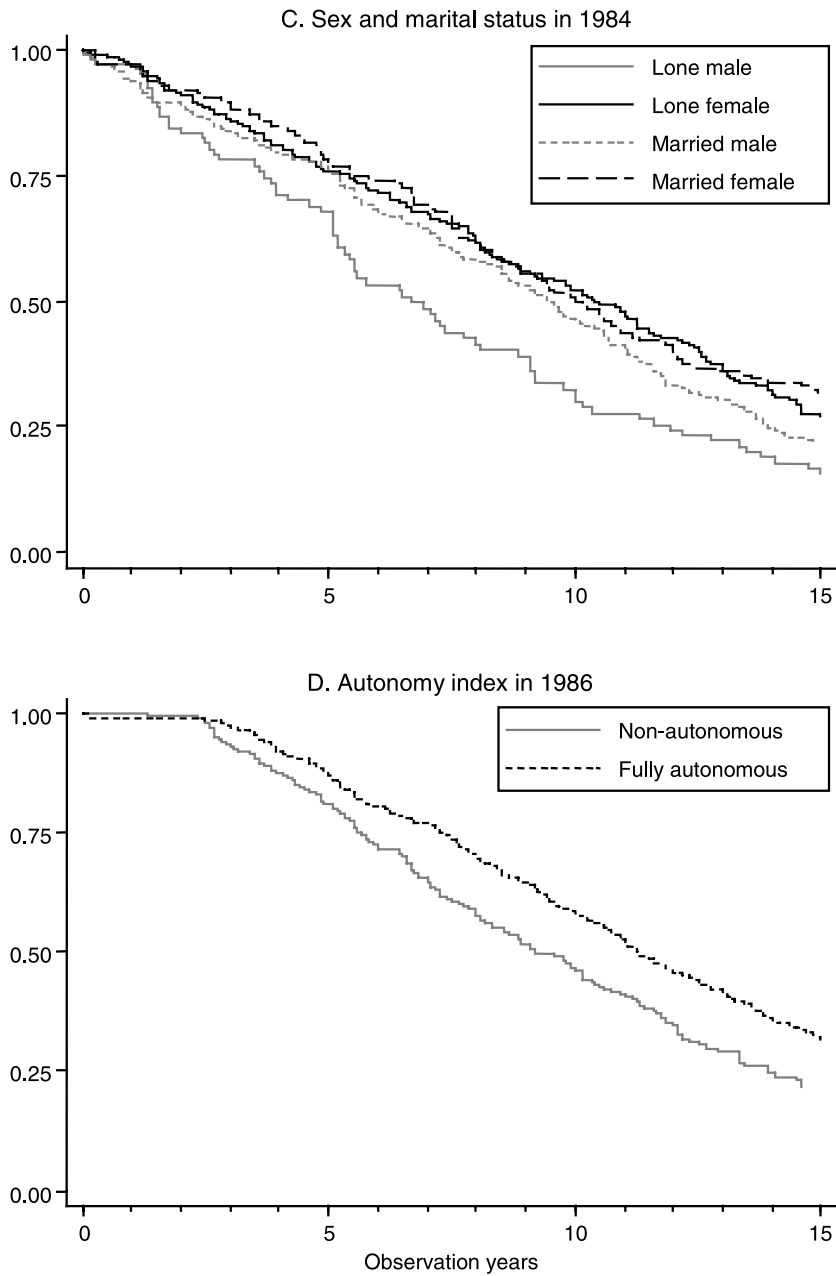 C. Sex and marital status in 1984
1.00
0.75
0.50
0.25
0.00
Lone male
Lone female
Married male
Married female
0 5 10 15
D. Autonomy index in 1986
1.00
0.75
0.50
0.25
0.00
Non-autonomous
Fully autonomous
0 5 10 15
Observation years